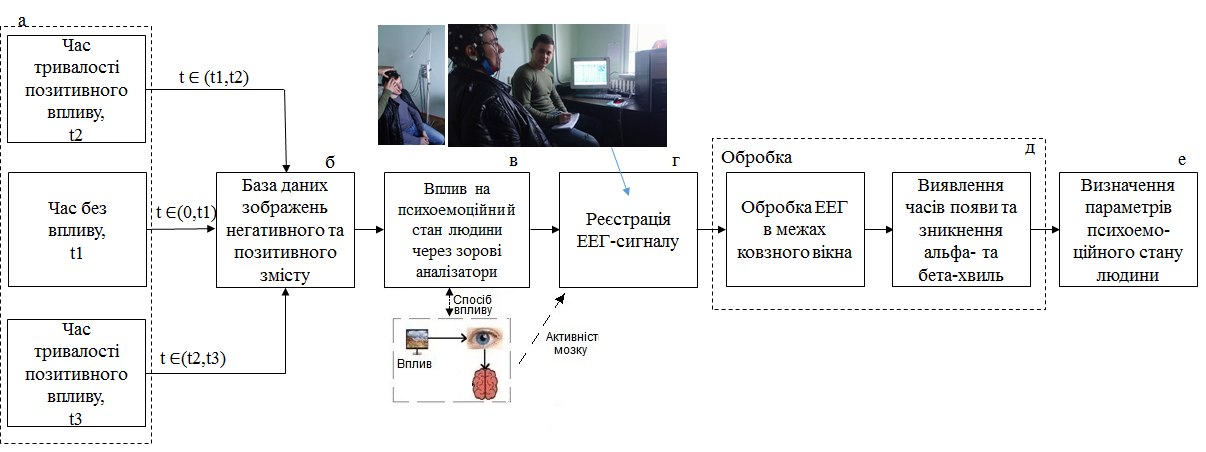 а
Час
тривалості
позитивного
впливу,
t2
t ∈ (t1,t2)
Час без
впливу,
t1
t ∈(0,t1)
Час
тривалості
позитивного
впливу,
t3
t ∈(t2,t3)
б
База даних
зображень
негативного та
позитивного
змісту
в
Вплив на
психоемоційний
стан людини
через зорові
аналізатори
Спосіб
впливу
Вплив
Активніст
мозку
г
Реєстрація
ЕЕГ-сигналу
д
Обробка
Обробка ЕЕГ
в межах
ковзного вікна
Виявлення
часів появи та
зникнення
альфа- та
бета-хвиль
е
Визначення
параметрів
психоемо-
ційного стану
людини